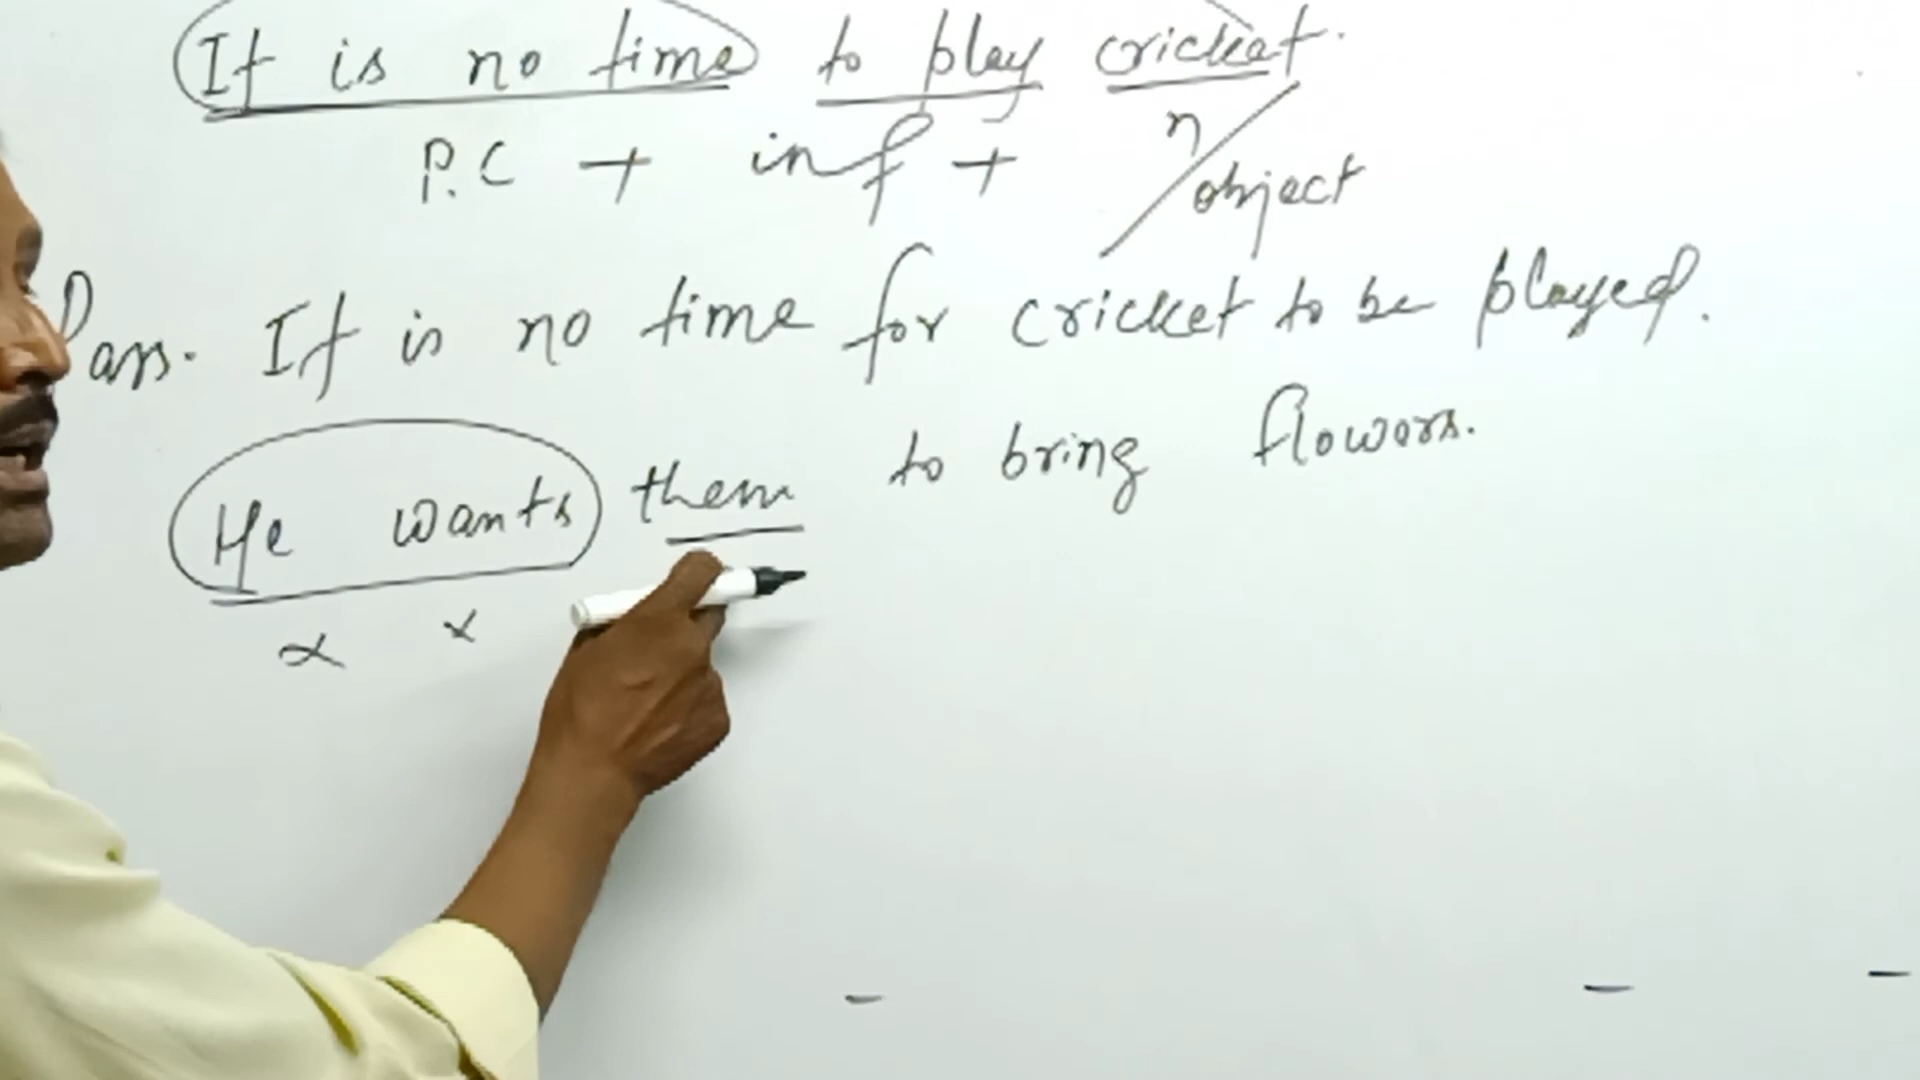 It is no time to play cricket.
P.C + inf + n/object
Pass. It is no time for cricket to be played.
He wants them to bring flowers.
x x